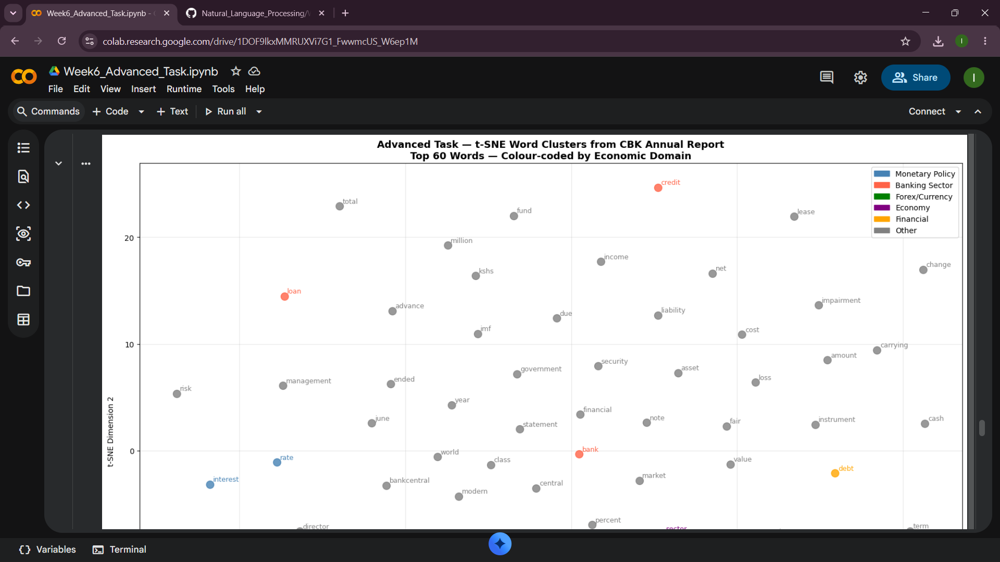 Week6_Advanced_Task.ipynb -
Natural_Language_Processing/
colab.research.google.com/drive/1DOF9lkxMMRUXVi7G1_FwwmcUS_W6ep1M
I
Week6_Advanced_Task.ipynb
File Edit View Insert Runtime Tools Help
Share
I
Commands + Code + Text Run all
Connect
Advanced Task — t-SNE Word Clusters from CBK Annual Report
Top 60 Words — Colour-coded by Economic Domain
Monetary Policy
Banking Sector
Forex/Currency
Economy
Financial
Other
credit
total
fund
lease
20
million
income
kshs
net
change
loan
advance
impairment
due
liability
imf
cost
10
carrying
amount
security
government
asset
management
ended
loss
risk
year
financial
june
note
fair
instrument
cash
statement
t-SNE Dimension 2
0
world
bank
rate
class
value
debt
interest
bankcentral
market
central
modern
percent
director
sector
term
Variables Terminal